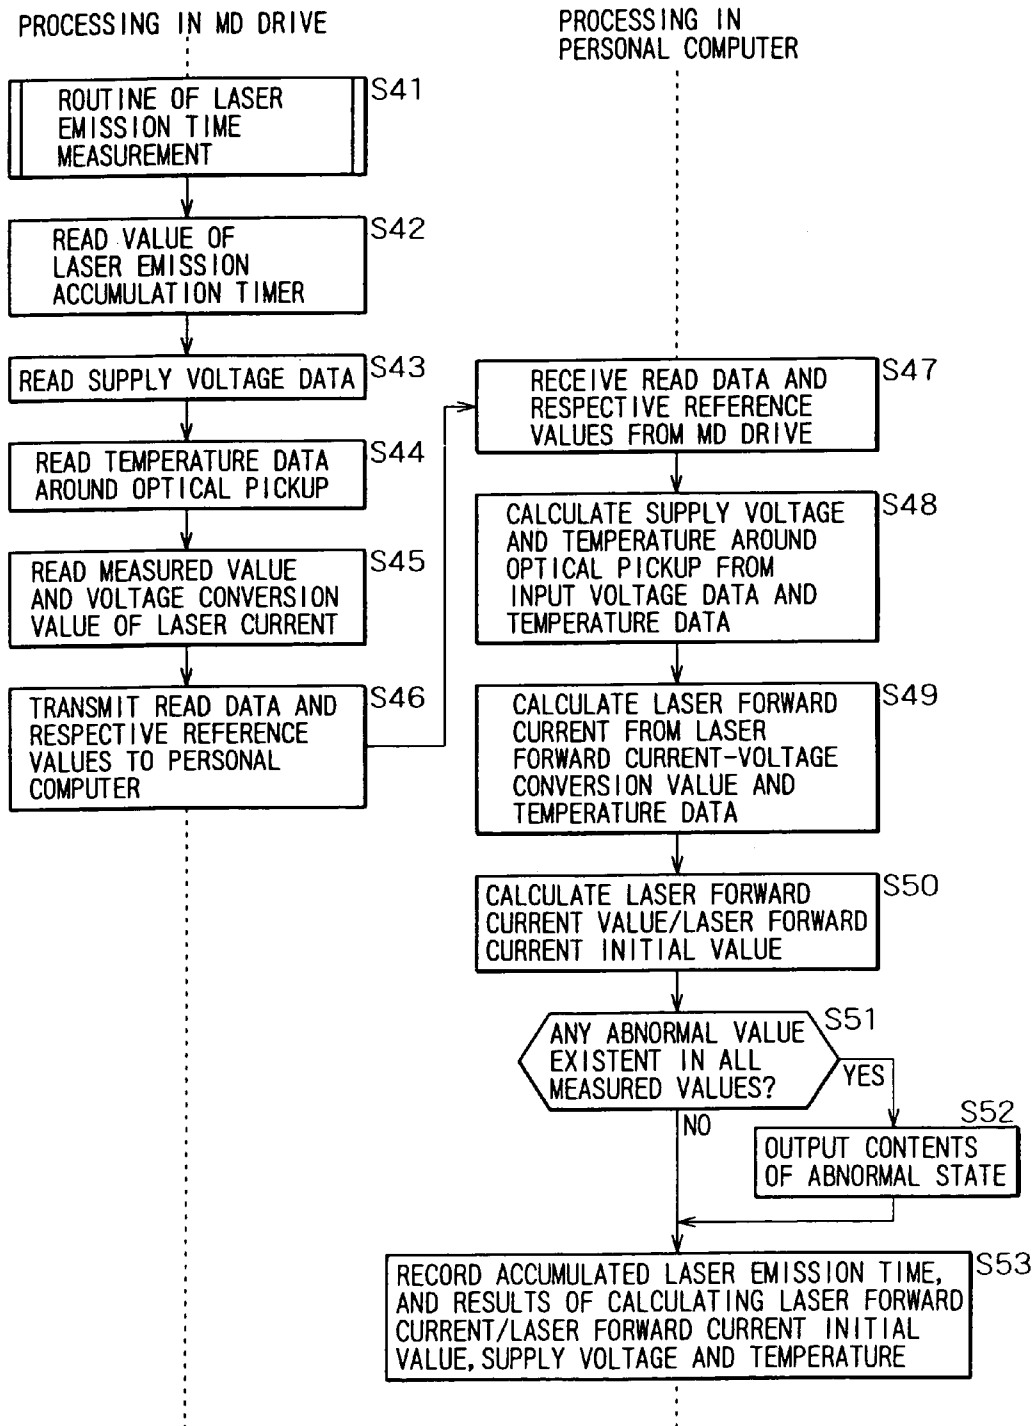 PROCESSING IN MD DRIVE
S41
ROUTINE OF LASER
EMISSION TIME
MEASUREMENT
S42
READ VALUE OF
LASER EMISSION
ACCUMULATION TIMER
S43
READ SUPPLY VOLTAGE DATA
S44
READ TEMPERATURE DATA
AROUND OPTICAL PICKUP
S45
READ MEASURED VALUE
AND VOLTAGE CONVERSION
VALUE OF LASER CURRENT
S46
TRANSMIT READ DATA AND
RESPECTIVE REFERENCE
VALUES TO PERSONAL
COMPUTER
PROCESSING IN
PERSONAL COMPUTER
S47
RECEIVE READ DATA AND
RESPECTIVE REFERENCE
VALUES FROM MD DRIVE
S48
CALCULATE SUPPLY VOLTAGE
AND TEMPERATURE AROUND
OPTICAL PICKUP FROM
INPUT VOLTAGE DATA AND
TEMPERATURE DATA
S49
CALCULATE LASER FORWARD
CURRENT FROM LASER
FORWARD CURRENT-VOLTAGE
CONVERSION VALUE AND
TEMPERATURE DATA
S50
CALCULATE LASER FORWARD
CURRENT VALUE/LASER FORWARD
CURRENT INITIAL VALUE
S51
ANY ABNORMAL VALUE
EXISTENT IN ALL
MEASURED VALUES?
YES
NO
S52
OUTPUT CONTENTS
OF ABNORMAL STATE
S53
RECORD ACCUMULATED LASER EMISSION TIME,
AND RESULTS OF CALCULATING LASER FORWARD
CURRENT/LASER FORWARD CURRENT INITIAL
VALUE, SUPPLY VOLTAGE AND TEMPERATURE